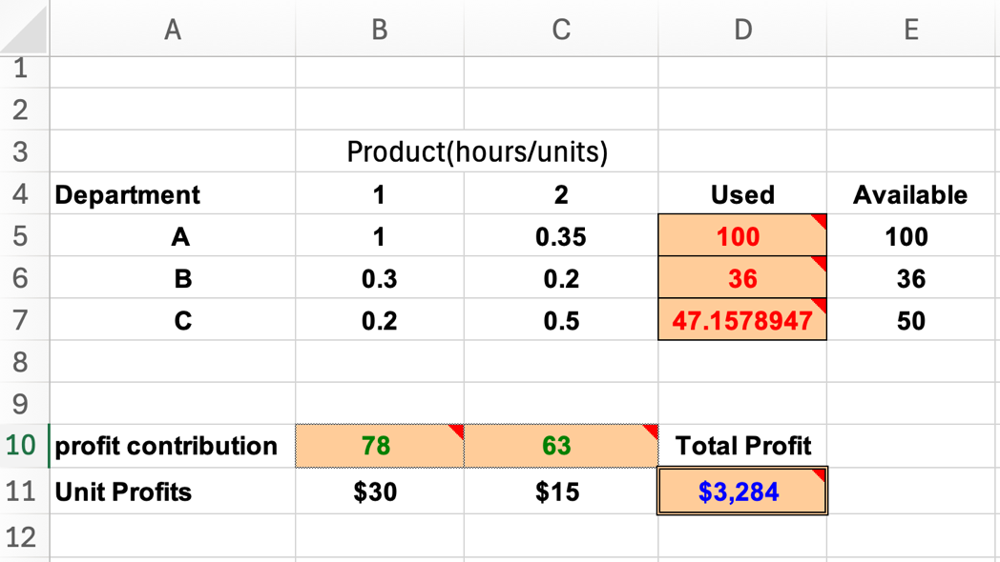 A B C D E
1
2
3 Product(hours/units)
4 Department 1 2 Used Available
5 A 1 0.35 100 100
6 B 0.3 0.2 36 36
7 C 0.2 0.5 47.1578947 50
8
9
10 profit contribution 78 63 Total Profit
11 Unit Profits $30 $15 $3,284
12